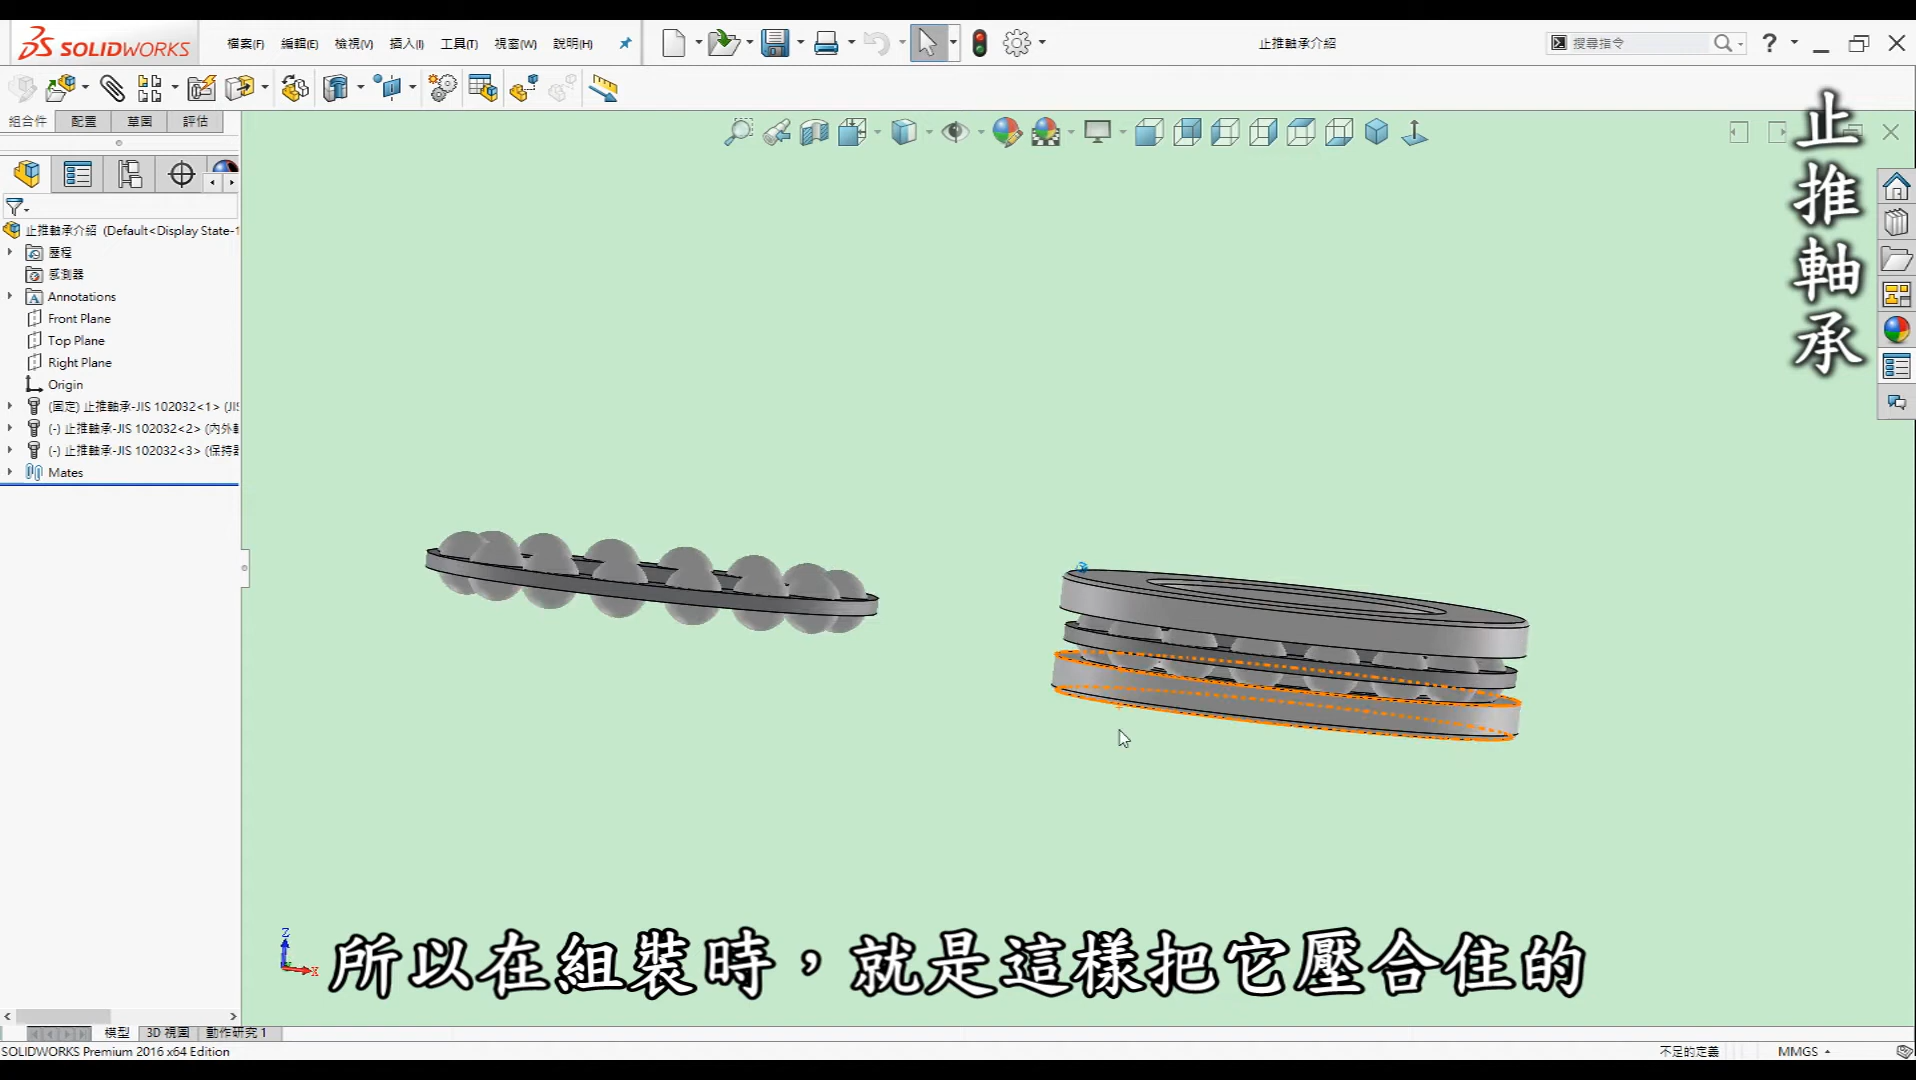 SOLIDWORKS
檔案(F) 編輯(E) 檢視(V) 插入(I) 工具(T) 視窗(W) 說明(H)
止推軸承介紹
搜尋指令
組合件 配置 草圖 評估
止推軸承介紹 (Default<Display State-1
歷程
感測器
Annotations
Front Plane
Top Plane
Right Plane
Origin
(固定) 止推軸承-JIS 102032<1> (JIS
(-) 止推軸承-JIS 102032<2> (內外
(-) 止推軸承-JIS 102032<3> (保持器
Mates
止推軸承
Z
X
所以在組裝時，就是這樣把它壓合住的
模型 3D 視圖 動作研究 1
SOLIDWORKS Premium 2016 x64 Edition
不足的定義
MMGS